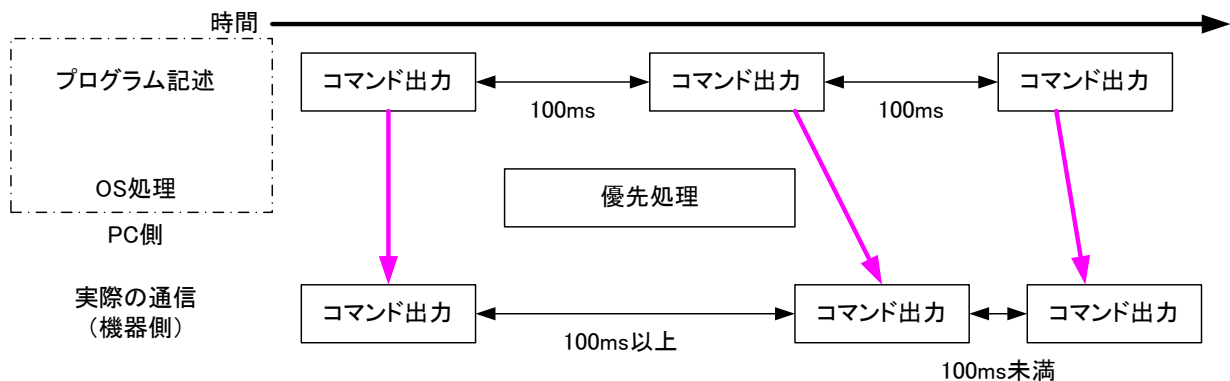 時間
プログラム記述
コマンド出力
コマンド出力
コマンド出力
100ms
100ms
OS処理
優先処理
PC側
実際の通信
（機器側）
コマンド出力
コマンド出力
コマンド出力
100ms以上
100ms未満